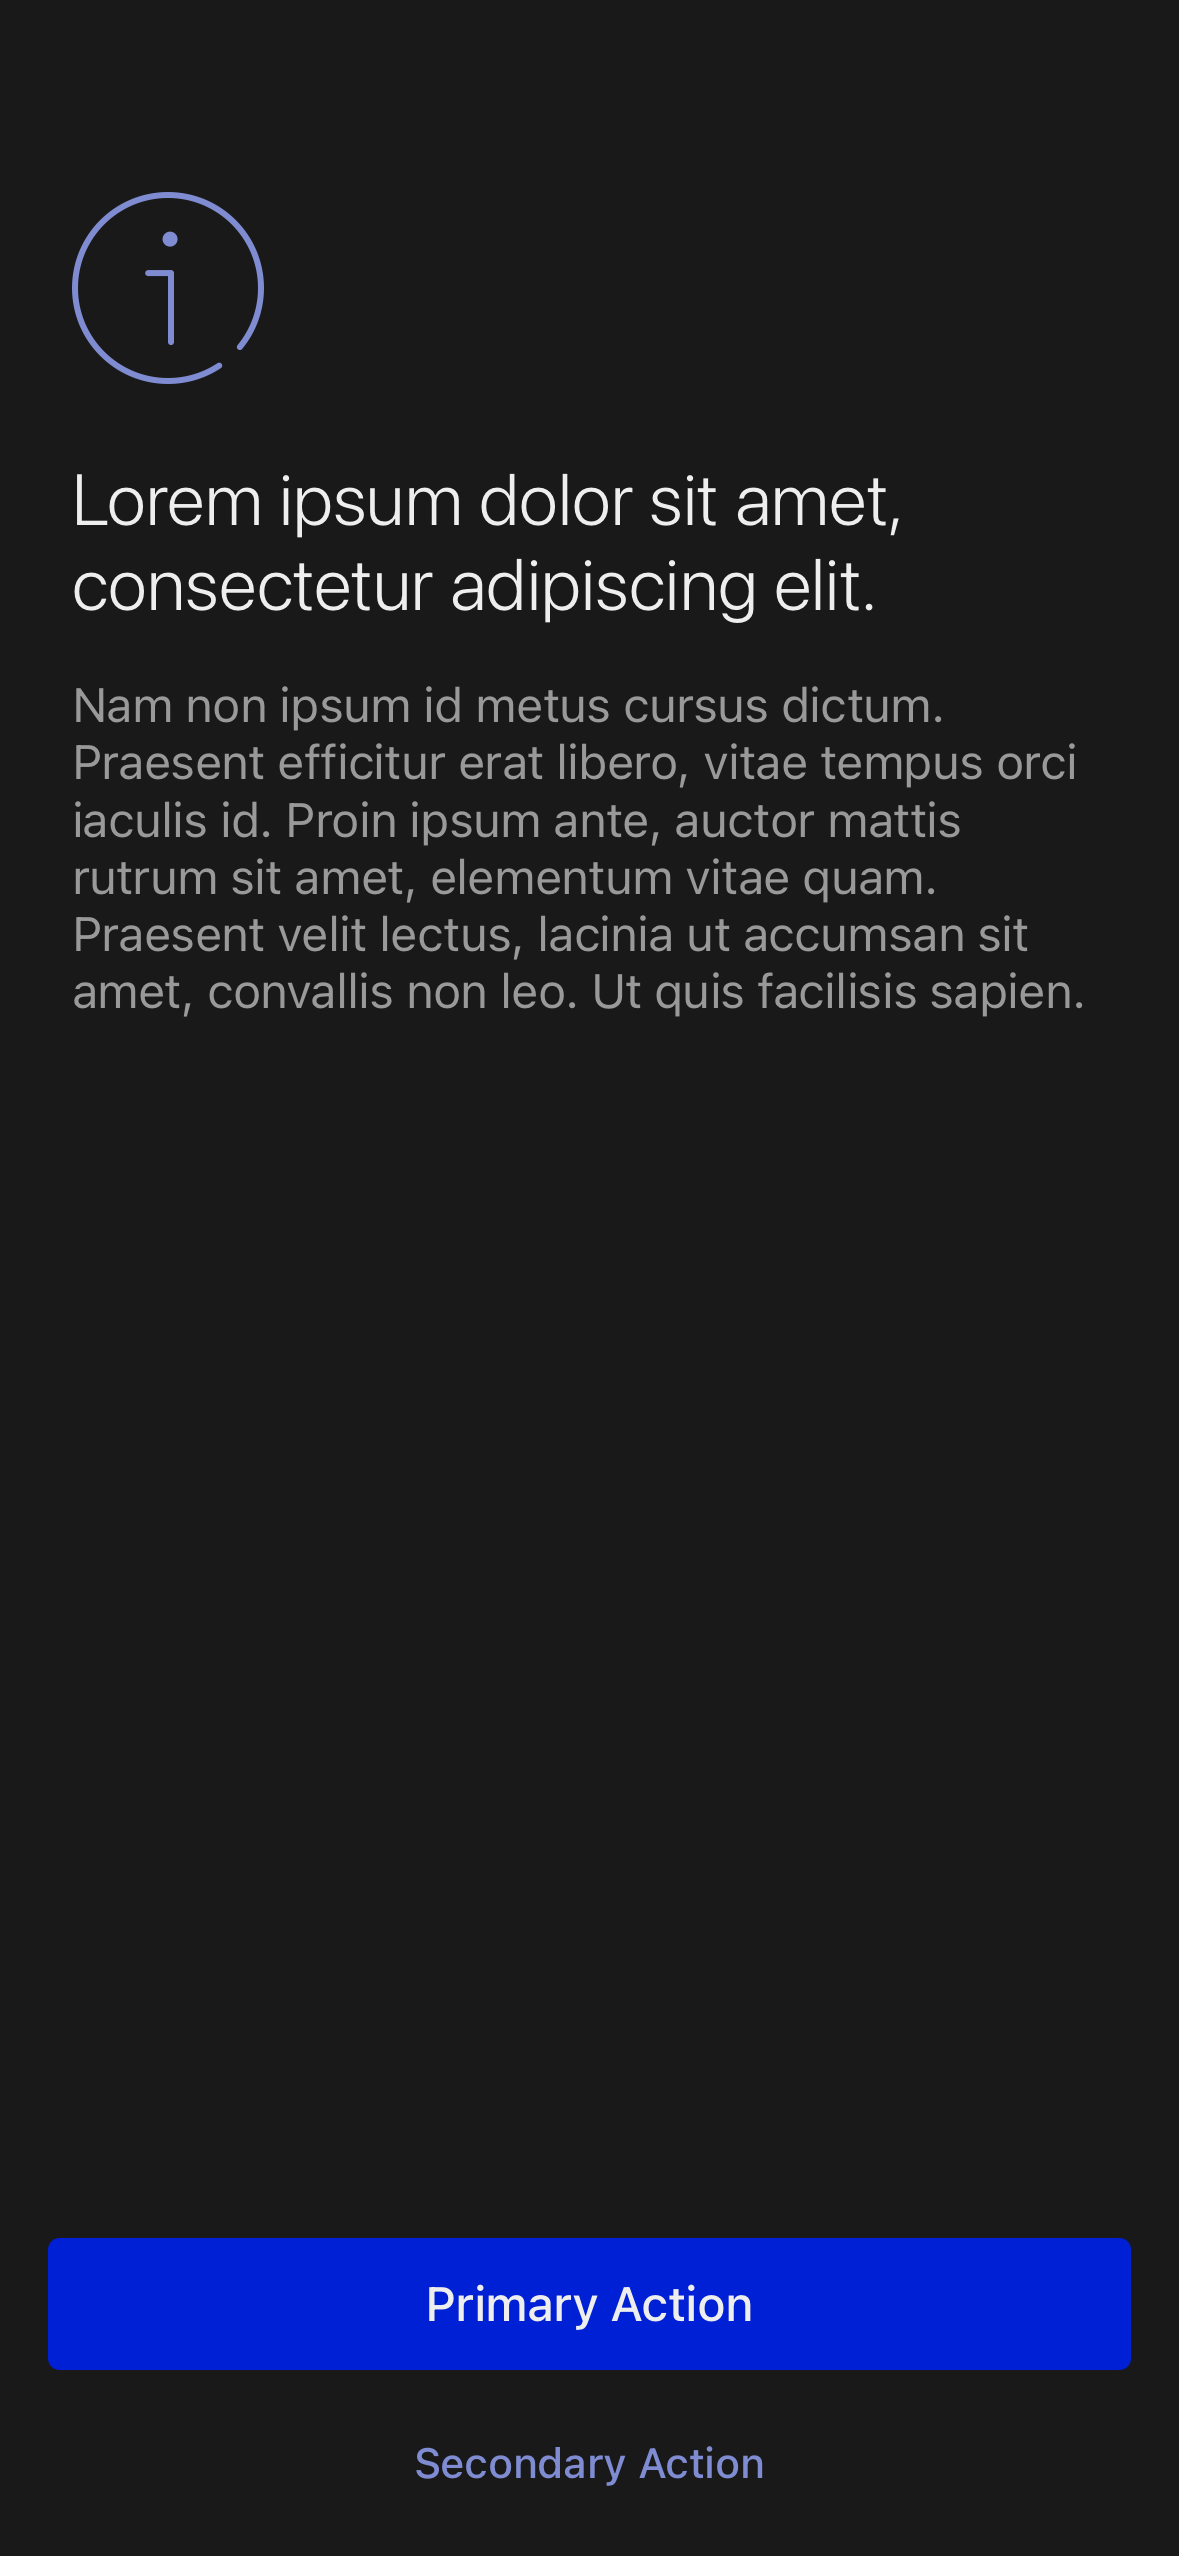 Lorem ipsum dolor sit amet,
consectetur adipiscing elit.
Nam non ipsum id metus cursus dictum.
Praesent efficitur erat libero, vitae tempus orci
iaculis id. Proin ipsum ante, auctor mattis
rutrum sit amet, elementum vitae quam.
Praesent velit lectus, lacinia ut accumsan sit
amet, convallis non leo. Ut quis facilisis sapien.
Primary Action
Secondary Action